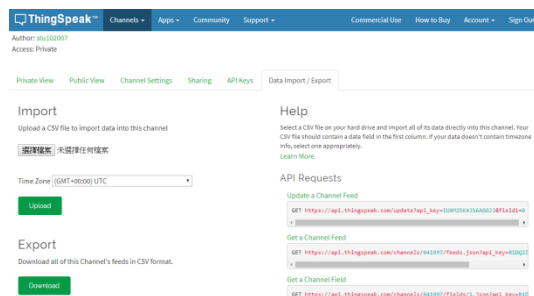 ThingSpeak™ Channels Apps Community Support Commercial Use How to Buy Account Sign Out
Author: stu102007
Access: Private
Private View Public View Channel Settings Sharing API Keys Data Import / Export
Import
Upload a CSV file to import data into this channel
選擇檔案 未選擇任何檔案
Time Zone (GMT+00:00) UTC
Upload
Export
Download all of this Channel's feeds in CSV format.
Download
Help
Select a CSV file on your hard drive and import all of its data directly into this channel. Your
CSV file should contain a date field in the first column. If your data doesn't contain timezone
info, select one appropriately.
Learn More
API Requests
Update a Channel Feed
GET https://api.thingspeak.com/update?api_key= &field1=0
Get a Channel Feed
GET https://api.thingspeak.com/channels/641097/feeds.json?api_key=
Get a Channel Field
GET https://api.thingspeak.com/channels/641097/fields/1.json?api_key=